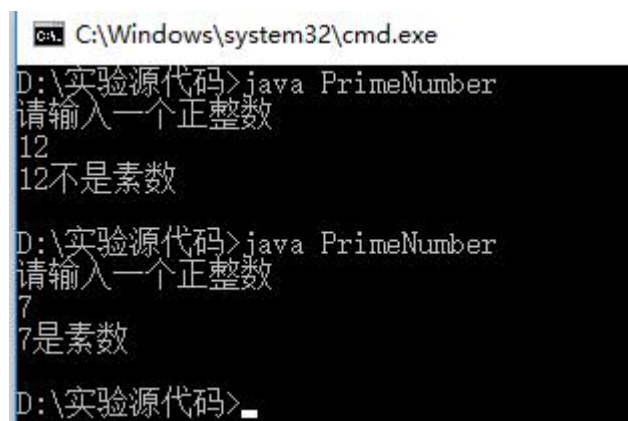 C:\Windows\system32\cmd.exe
D:\实验源代码>java PrimeNumber
请输入一个正整数
12
12不是素数
D:\实验源代码>java PrimeNumber
请输入一个正整数
7
7是素数
D:\实验源代码>